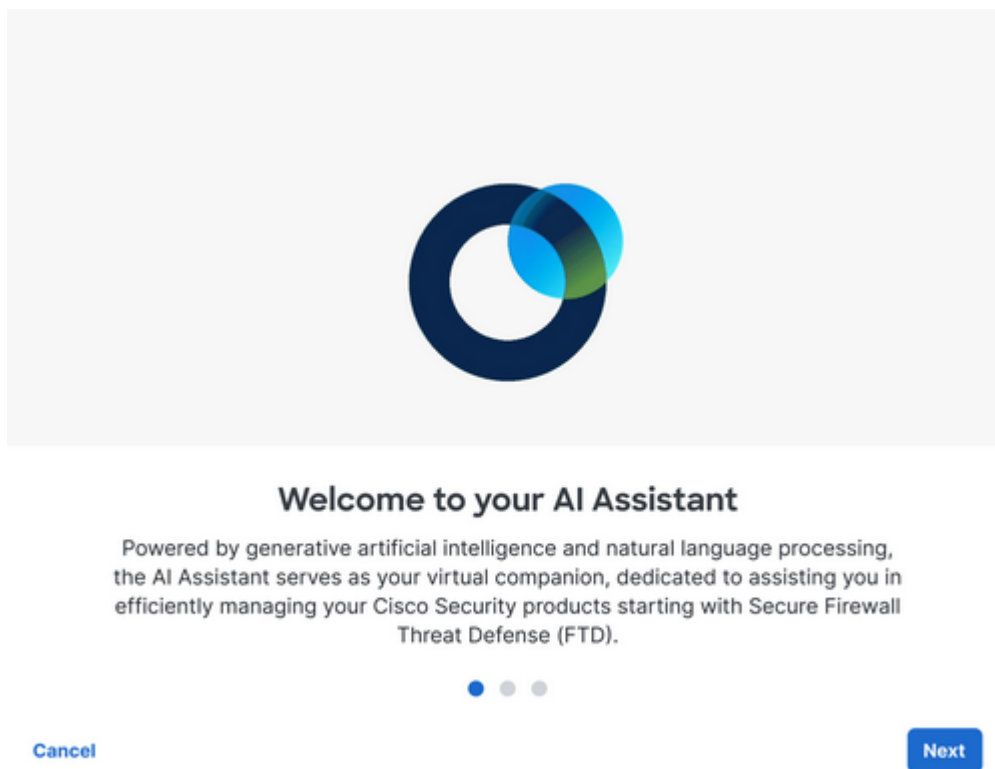 Welcome to your AI Assistant
Powered by generative artificial intelligence and natural language processing,
the AI Assistant serves as your virtual companion, dedicated to assisting you in
efficiently managing your Cisco Security products starting with Secure Firewall
Threat Defense (FTD).
Cancel
Next